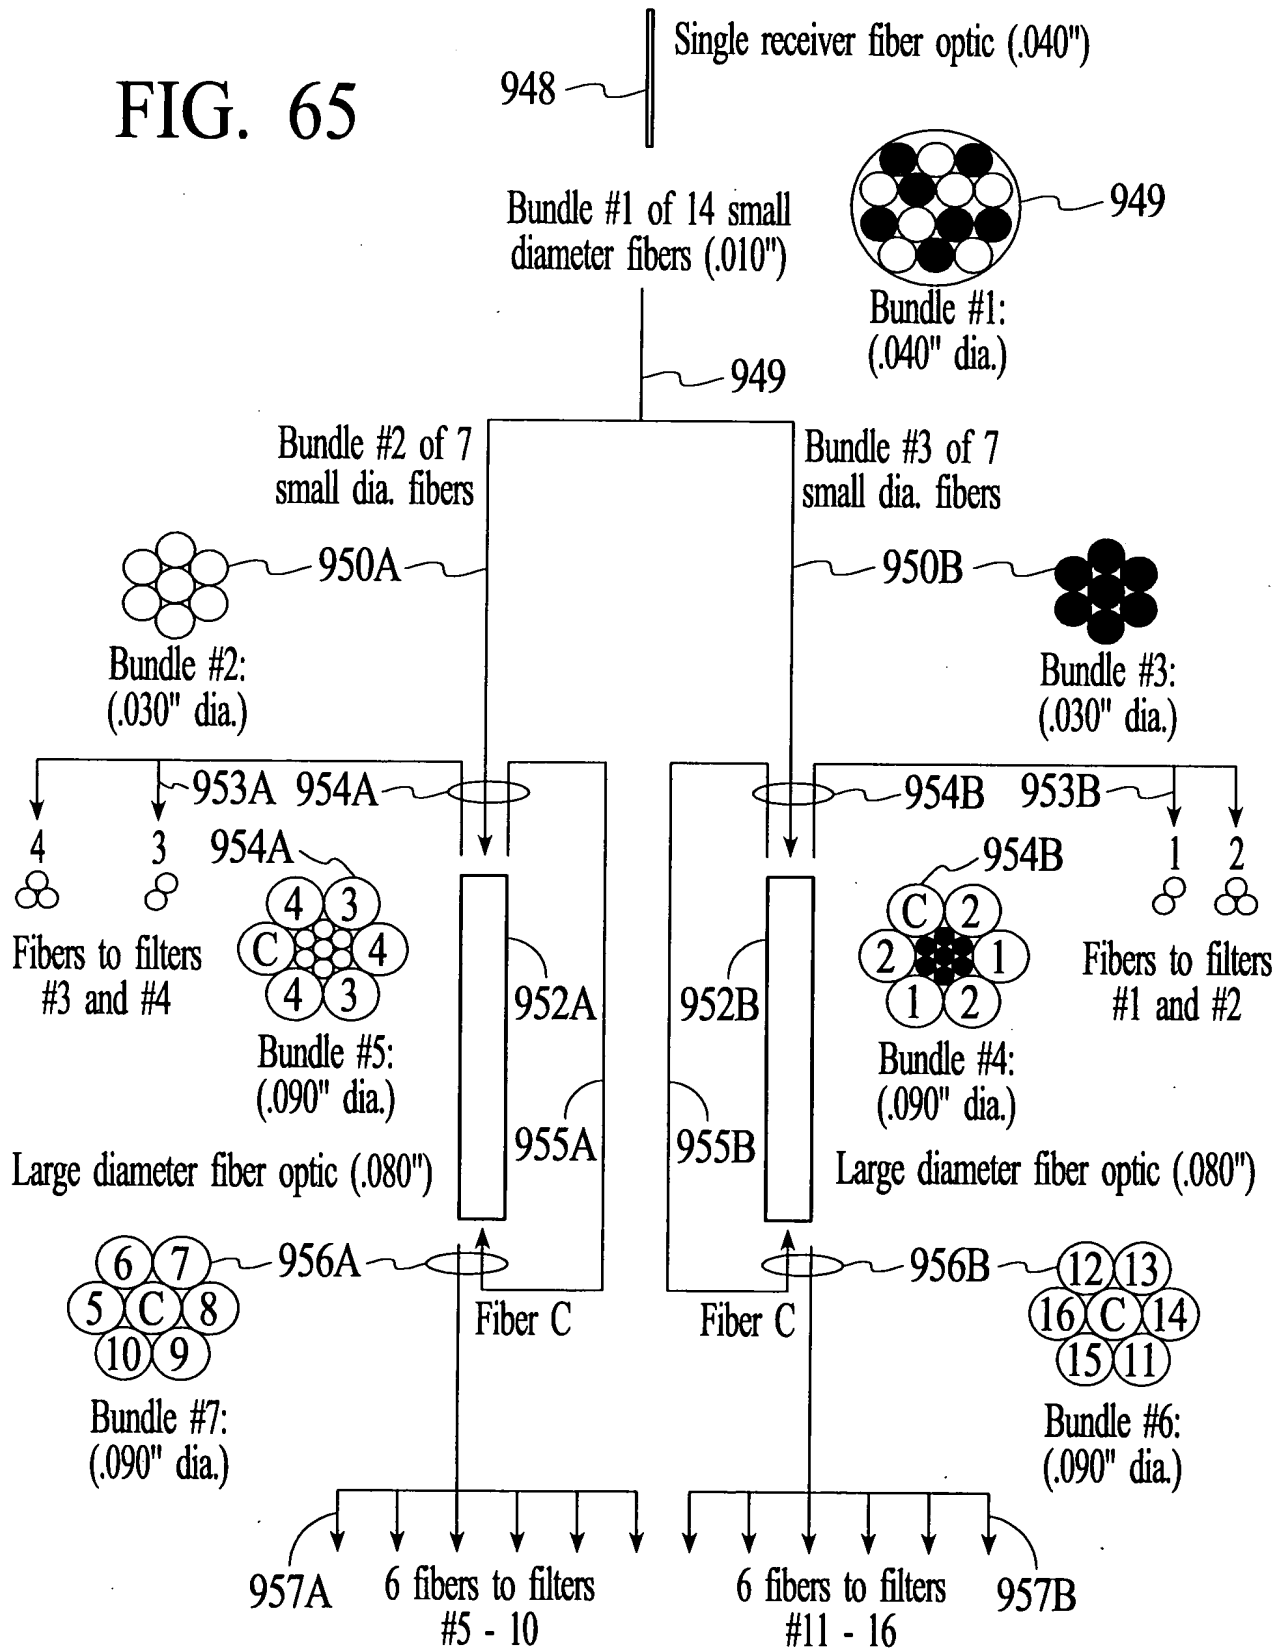 FIG. 65
Single receiver fiber optic (.040")
948
Bundle #1 of 14 small
diameter fibers (.010")
949
Bundle #1:
(.040" dia.)
949
Bundle #2 of 7
small dia. fibers
Bundle #3 of 7
small dia. fibers
950A
950B
Bundle #2:
(.030" dia.)
Bundle #3:
(.030" dia.)
953A
954A
954B
953B
4
3
954A
954B
1
2
Fibers to filters
#3 and #4
4
3
C
4
4
3
C
2
2
1
1
2
Fibers to filters
#1 and #2
952A
952B
Bundle #5:
(.090" dia.)
Bundle #4:
(.090" dia.)
955A
955B
Large diameter fiber optic (.080")
Large diameter fiber optic (.080")
6
7
5
C
8
10
9
956A
956B
12
13
16
C
14
15
11
Fiber C
Fiber C
Bundle #7:
(.090" dia.)
Bundle #6:
(.090" dia.)
957A
6 fibers to filters
#5 - 10
6 fibers to filters
#11 - 16
957B